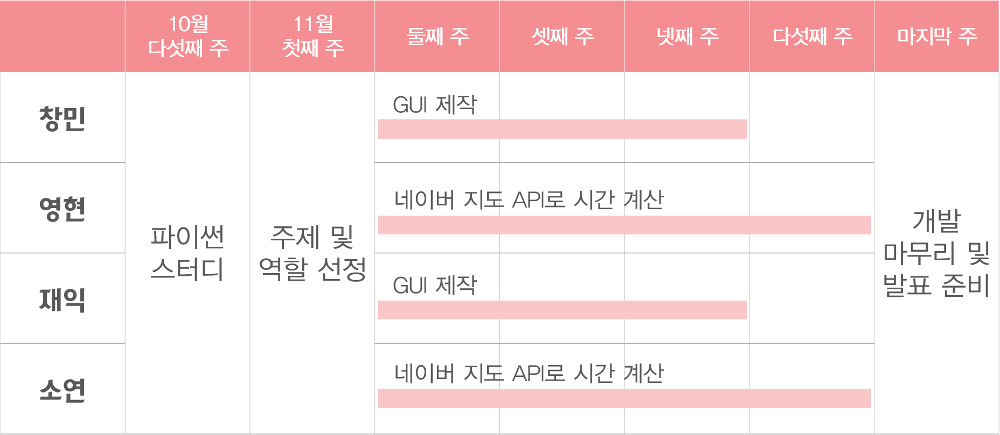 10월
다섯째 주
11월
첫째 주
둘째 주
셋째 주
넷째 주
다섯째 주
마지막 주
창민
GUI 제작
영현
네이버 지도 API로 시간 계산
파이썬
스터디
주제 및
역할 선정
개발
마무리 및
발표 준비
재익
GUI 제작
소연
네이버 지도 API로 시간 계산